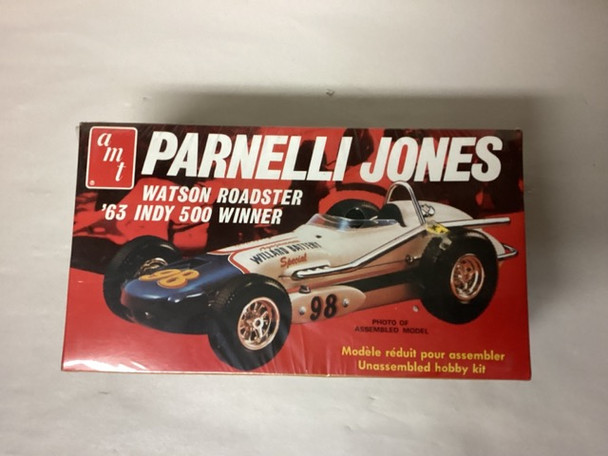 amt
®
PARNELLI JONES
WATSON ROADSTER
'63 INDY 500 WINNER
WILLARD BATTERY
Special
98
98
PHOTO OF
ASSEMBLED MODEL
Modèle réduit pour assembler
Unassembled hobby kit